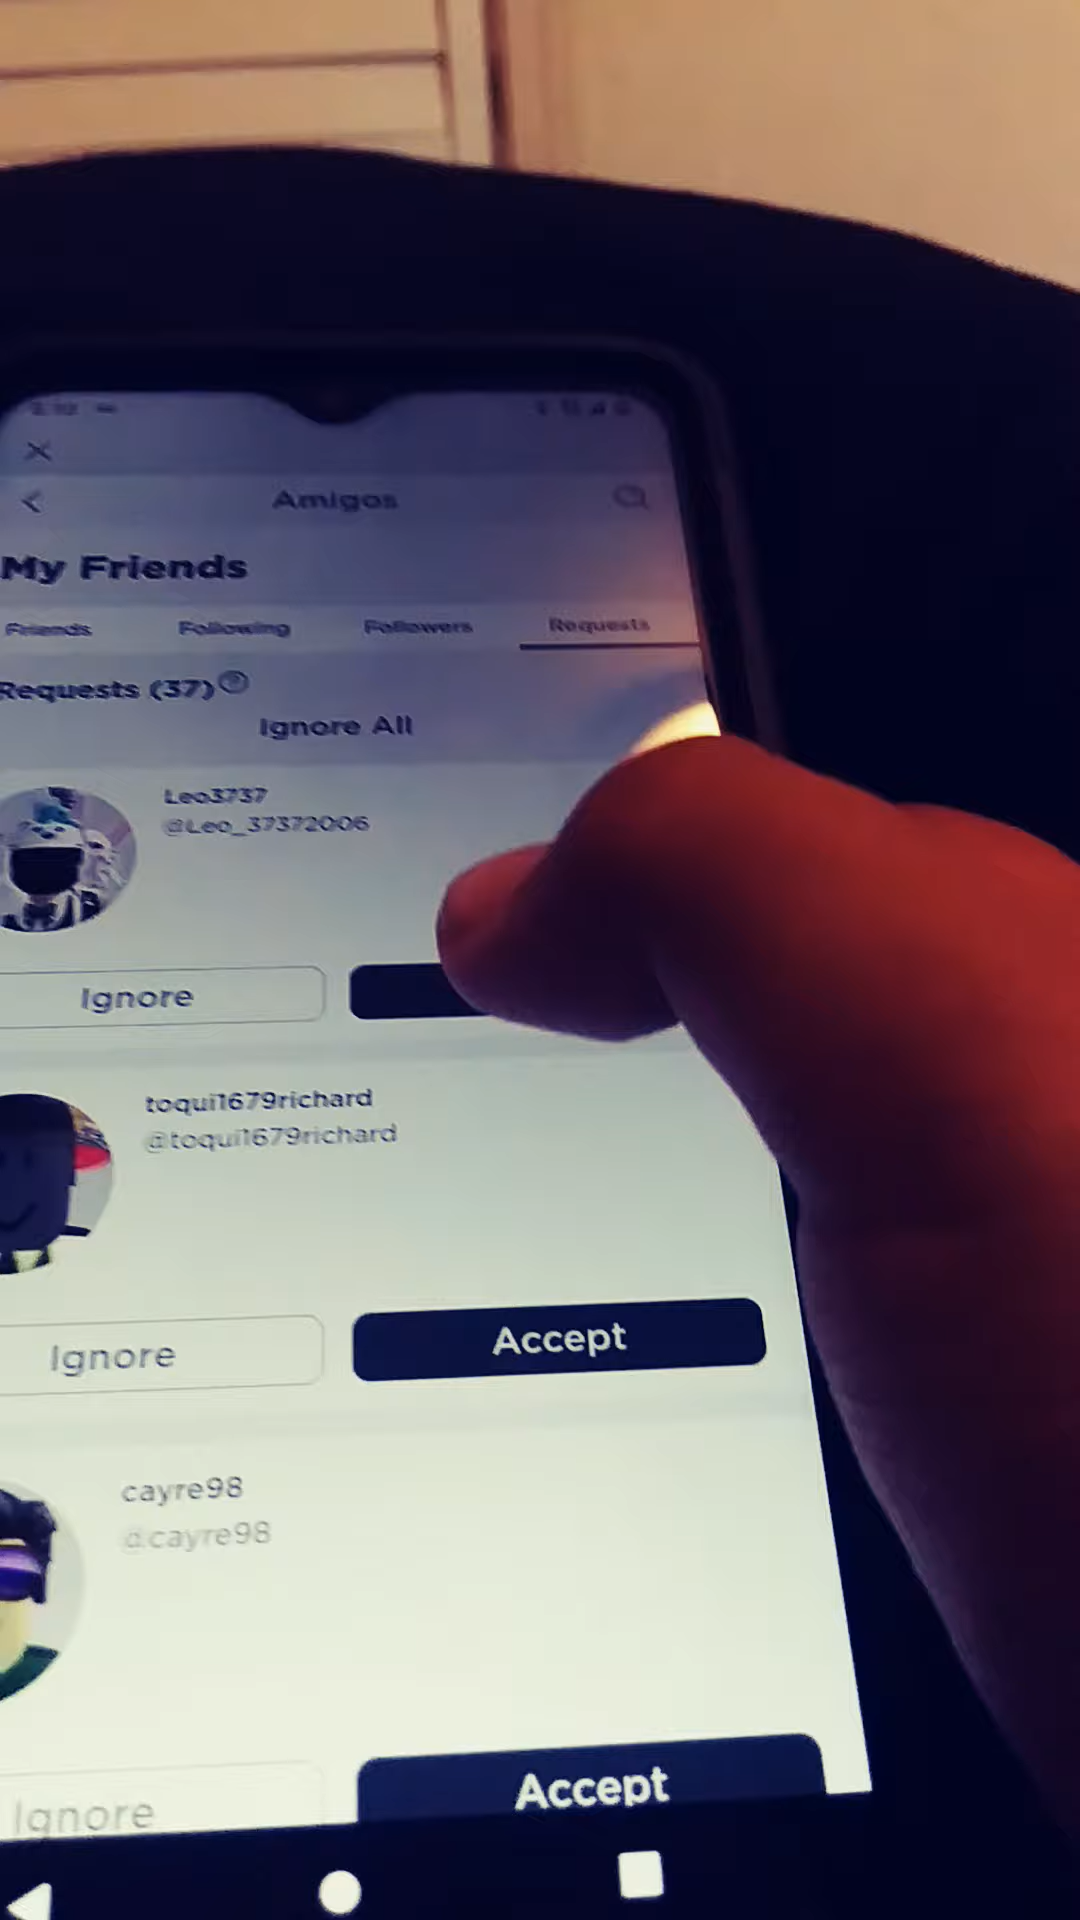 Amigos
My Friends
Friends Following Followers Requests
Requests (37)
Ignore All
Leo3737
@Leo_37372006
Ignore
toqui1679richard
@toqui1679richard
Ignore Accept
cayre98
@cayre98
Ignore Accept